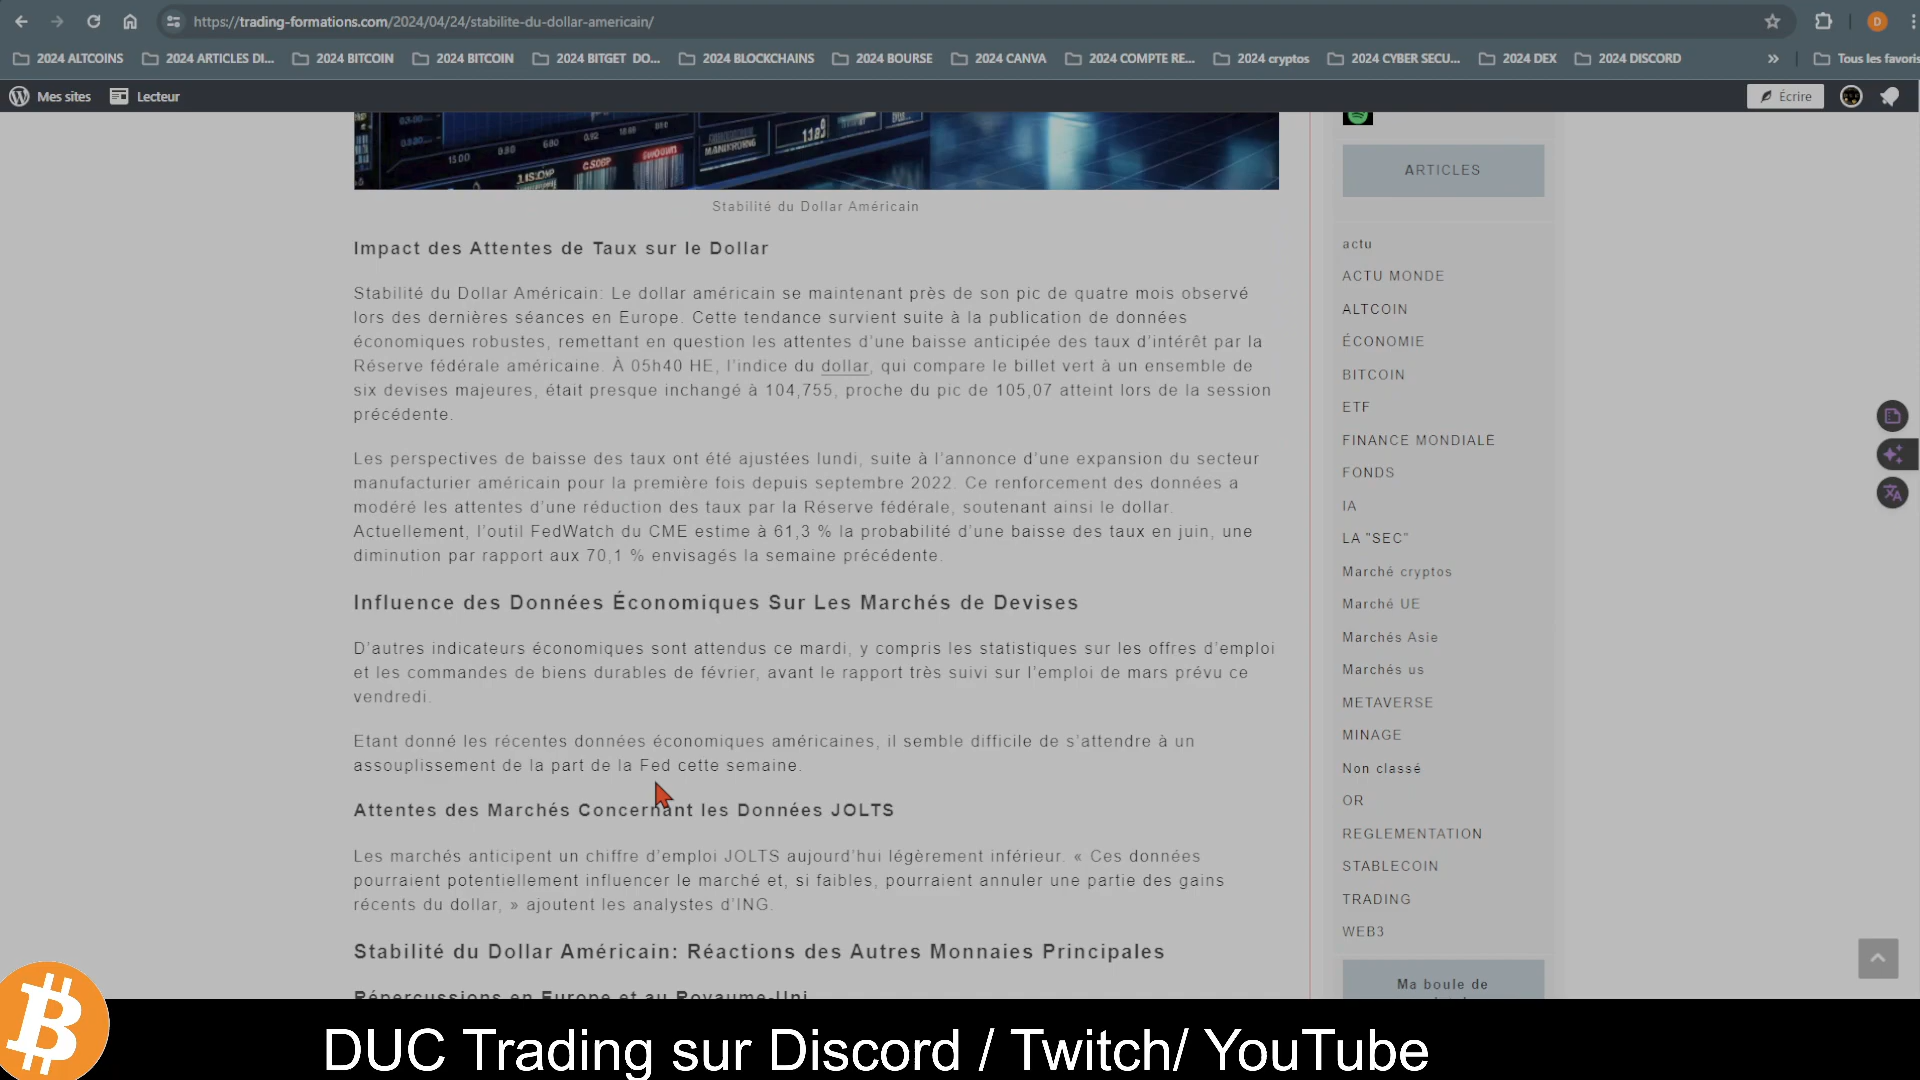 https://trading-formations.com/2024/04/24/stabilite-du-dollar-americain/
D
2024 ALTCOINS
2024 ARTICLES DI...
2024 BITCOIN
2024 BITCOIN
2024 BITGET DO...
2024 BLOCKCHAINS
2024 BOURSE
2024 CANVA
2024 COMPTE RE...
2024 cryptos
2024 CYBER SECU...
2024 DEX
2024 DISCORD
»
Tous les favoris
Mes sites
Lecteur
Écrire
Stabilité du Dollar Américain
Impact des Attentes de Taux sur le Dollar
Stabilité du Dollar Américain: Le dollar américain se maintenant près de son pic de quatre mois observé
lors des dernières séances en Europe. Cette tendance survient suite à la publication de données
économiques robustes, remettant en question les attentes d’une baisse anticipée des taux d’intérêt par la
Réserve fédérale américaine. À 05h40 HE, l’indice du dollar, qui compare le billet vert à un ensemble de
six devises majeures, était presque inchangé à 104,755, proche du pic de 105,07 atteint lors de la session
précédente.
Les perspectives de baisse des taux ont été ajustées lundi, suite à l’annonce d’une expansion du secteur
manufacturier américain pour la première fois depuis septembre 2022. Ce renforcement des données a
modéré les attentes d’une réduction des taux par la Réserve fédérale, soutenant ainsi le dollar.
Actuellement, l’outil FedWatch du CME estime à 61,3 % la probabilité d’une baisse des taux en juin, une
diminution par rapport aux 70,1 % envisagés la semaine précédente.
Influence des Données Économiques Sur Les Marchés de Devises
D’autres indicateurs économiques sont attendus ce mardi, y compris les statistiques sur les offres d’emploi
et les commandes de biens durables de février, avant le rapport très suivi sur l’emploi de mars prévu ce
vendredi.
Etant donné les récentes données économiques américaines, il semble difficile de s’attendre à un
assouplissement de la part de la Fed cette semaine.
Attentes des Marchés Concernant les Données JOLTS
Les marchés anticipent un chiffre d’emploi JOLTS aujourd’hui légèrement inférieur. « Ces données
pourraient potentiellement influencer le marché et, si faibles, pourraient annuler une partie des gains
récents du dollar, » ajoutent les analystes d’ING.
Stabilité du Dollar Américain: Réactions des Autres Monnaies Principales
Répercussions en Europe et au Royaume-Uni
ARTICLES
actu
ACTU MONDE
ALTCOIN
ÉCONOMIE
BITCOIN
ETF
FINANCE MONDIALE
FONDS
IA
LA "SEC"
Marché cryptos
Marché UE
Marchés Asie
Marchés us
METAVERSE
MINAGE
Non classé
OR
REGLEMENTATION
STABLECOIN
TRADING
WEB3
Ma boule de
DUC Trading sur Discord / Twitch/ YouTube